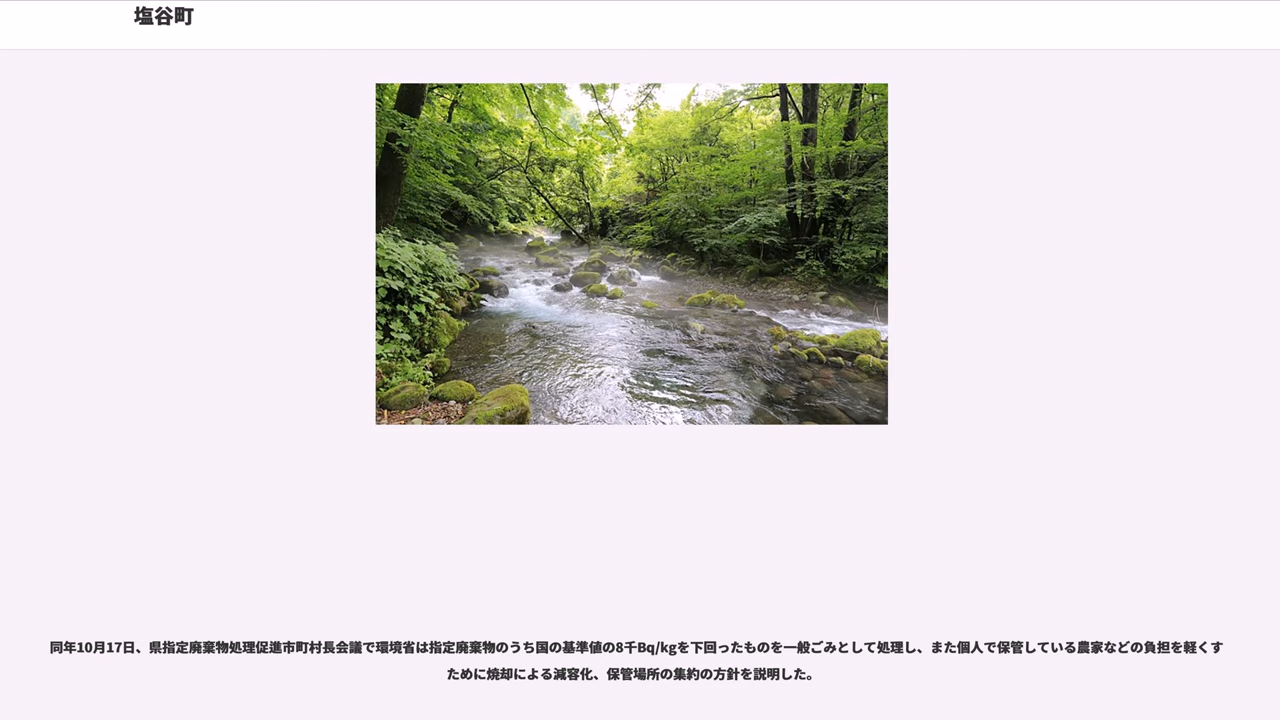 塩谷町
同年10月17日、県指定廃棄物処理促進市町村長会議で環境省は指定廃棄物のうち国の基準値の8千Bq/kgを下回ったものを一般ごみとして処理し、また個人で保管している農家などの負担を軽くす
ために焼却による減容化、保管場所の集約の方針を説明した。